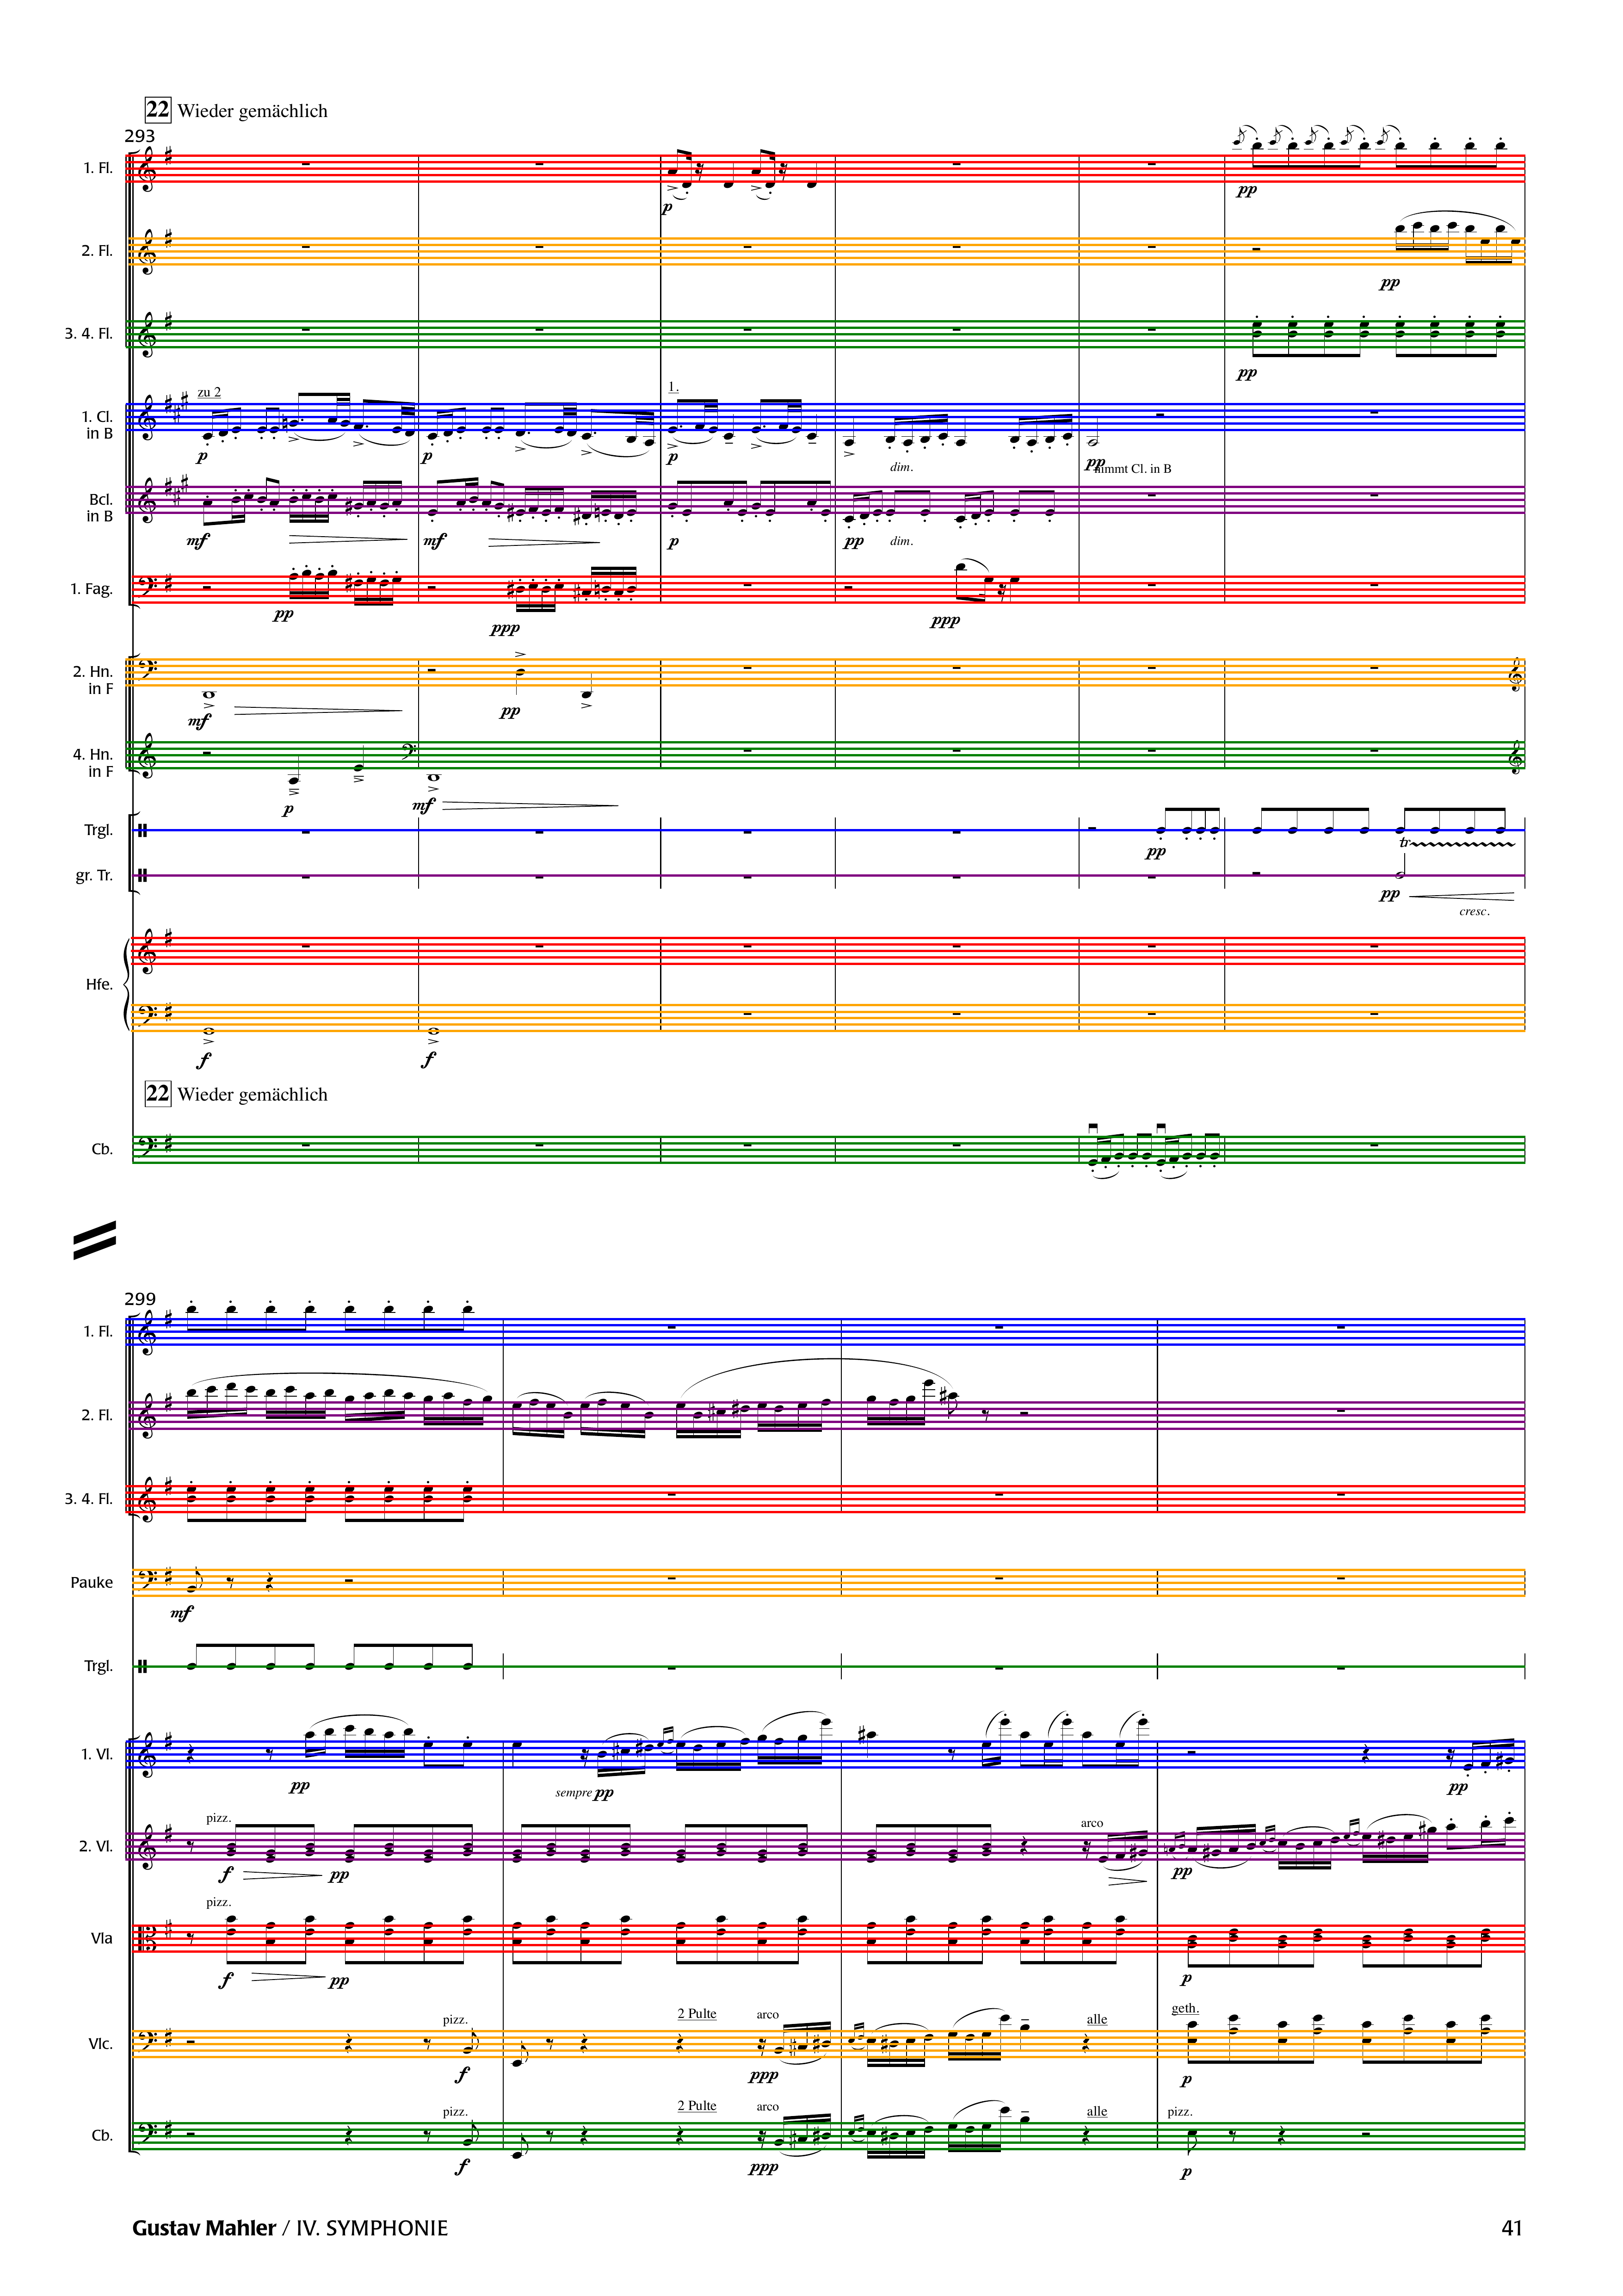 22 Wieder gemächlich
293
1. Fl.
p
pp
2. Fl.
pp
3. 4. Fl.
pp
zu 2
1.
1. Cl.
in B
p
p
p
dim.
pp
nimmt Cl. in B
Bcl.
in B
mf
mf
p
pp
dim.
1. Fag.
pp
ppp
ppp
2. Hn.
in F
mf
pp
4. Hn.
in F
p
mf
Trgl.
pp
tr
gr. Tr.
pp
cresc.
Hfe.
f
f
22 Wieder gemächlich
Cb.
299
1. Fl.
2. Fl.
3. 4. Fl.
Pauke
mf
Trgl.
1. Vl.
pp
sempre pp
pp
pizz.
arco
2. Vl.
f
pp
pp
pizz.
Vla
f
pp
p
pizz.
2 Pulte
arco
alle
geth.
Vlc.
f
ppp
p
pizz.
2 Pulte
arco
alle
pizz.
Cb.
f
ppp
p
Gustav Mahler / IV. SYMPHONIE
41